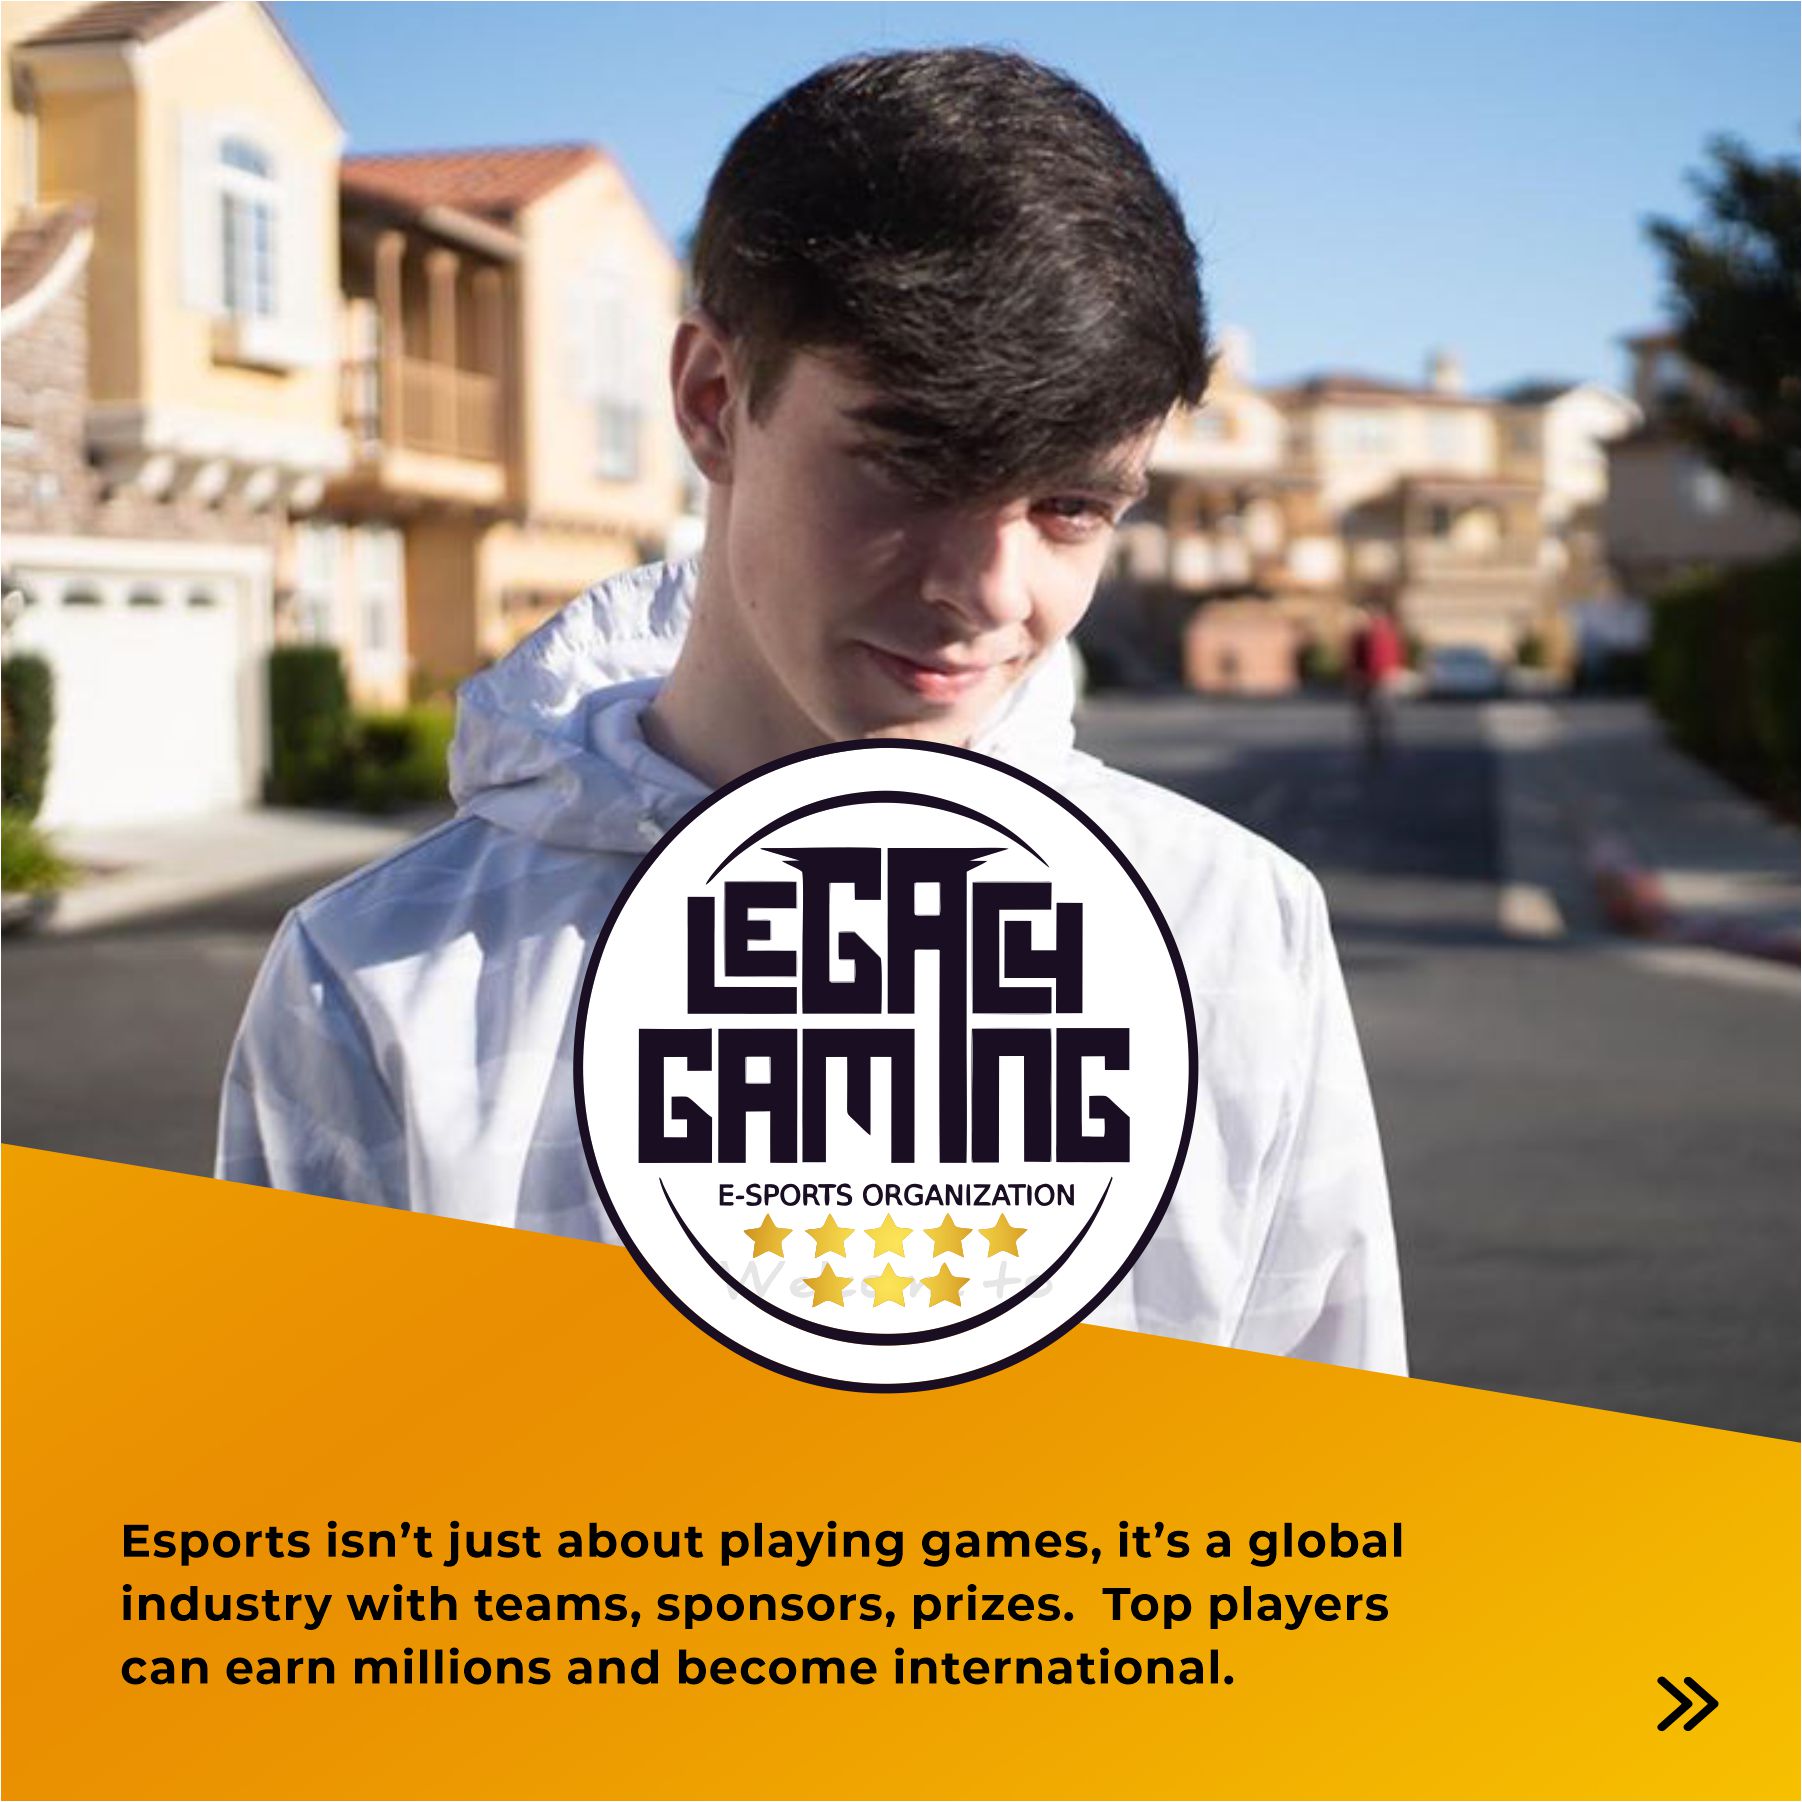 LEGACY
GAMING
E-SPORTS ORGANIZATION
Esports isn’t just about playing games, it’s a global
industry with teams, sponsors, prizes.  Top players
can earn millions and become international.